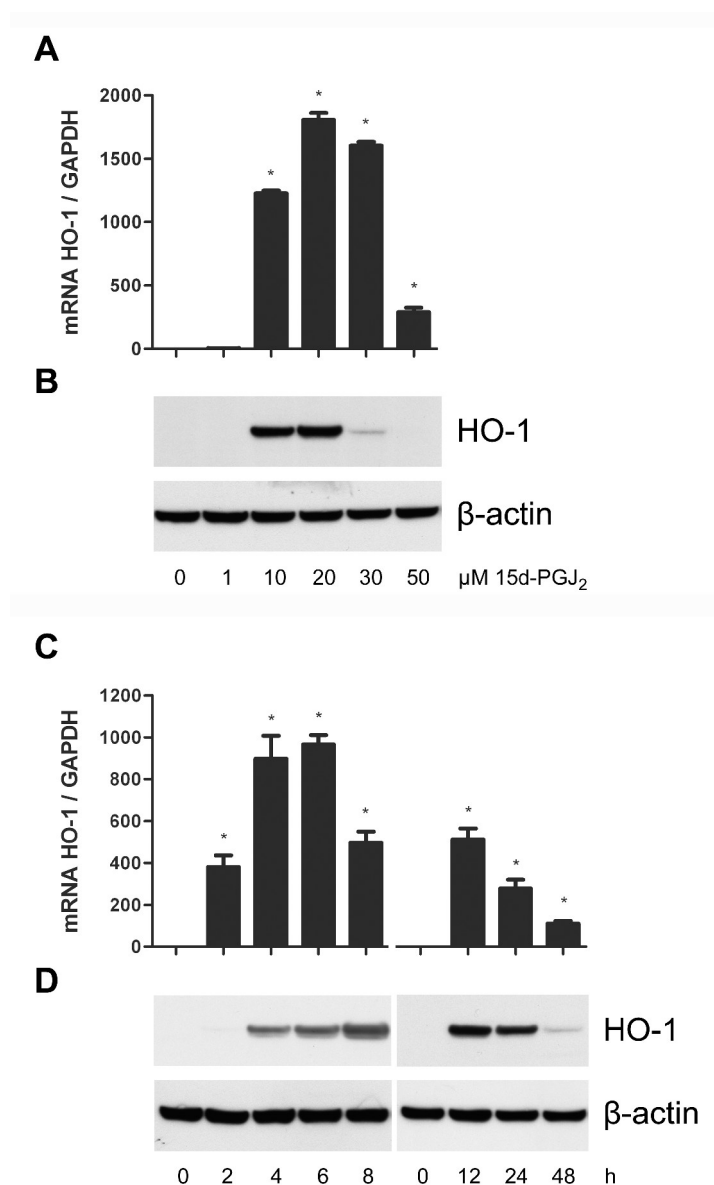 A
mRNA HO-1 / GAPDH
2000
1500
1000
500
0
* * * *
B
HO-1
β-actin
0 1 10 20 30 50 μM 15d-PGJ₂
C
mRNA HO-1 / GAPDH
1200
1000
800
600
400
200
0
* * * * * * *
D
HO-1
β-actin
0 2 4 6 8 0 12 24 48 h